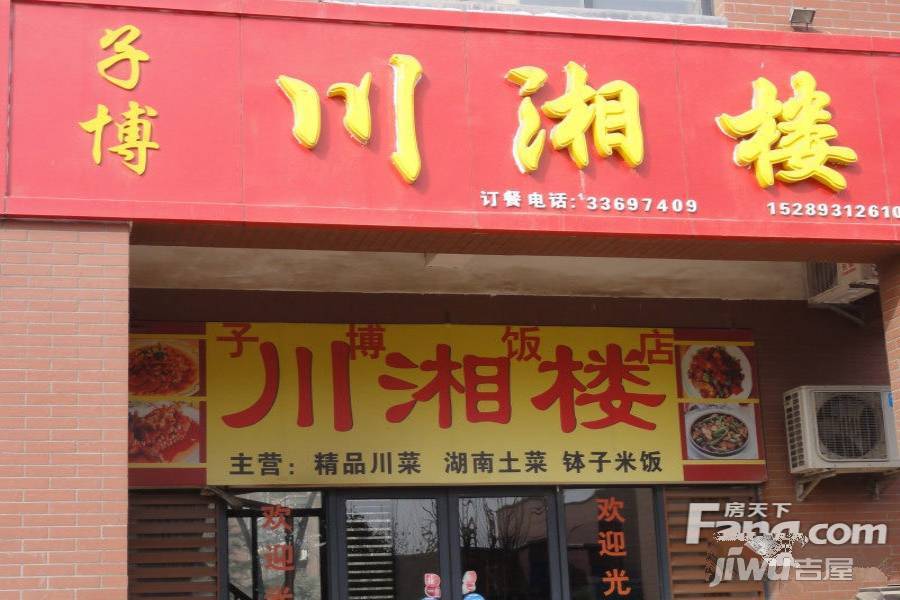 子博
川湘楼
订餐电话:133697409 15289312610
子博饭店
川湘楼
主营：精品川菜 湖南土菜 钵子米饭
欢迎光
欢迎光
房天下
Fang.com
jiwu吉屋